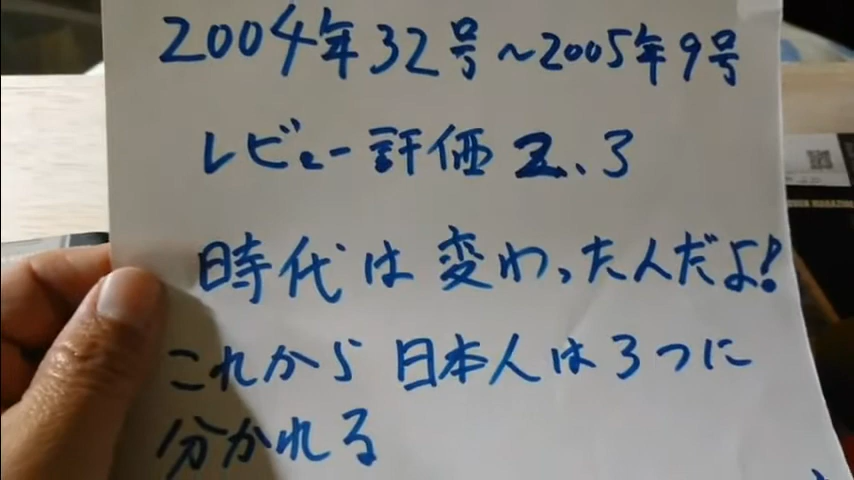 2004年32号〜2005年9号
レビュー評価 2.3
時代は変わったんだよ!
これから日本人は3つに
分かれる